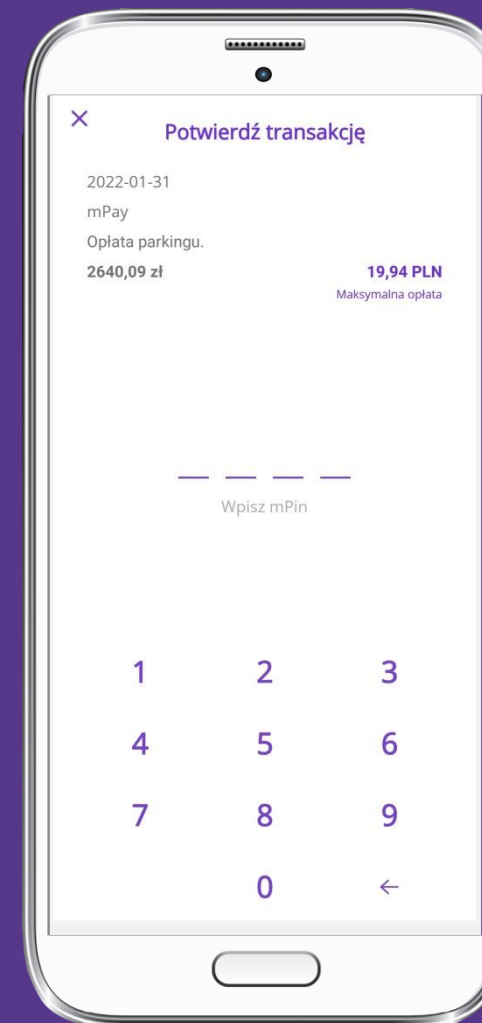 ×
Potwierdź transakcję
2022-01-31
mPay
Opłata parkingu.
2640,09 zł 19,94 PLN
Maksymalna opłata
Wpisz mPin
1 2 3
4 5 6
7 8 9
0 ←